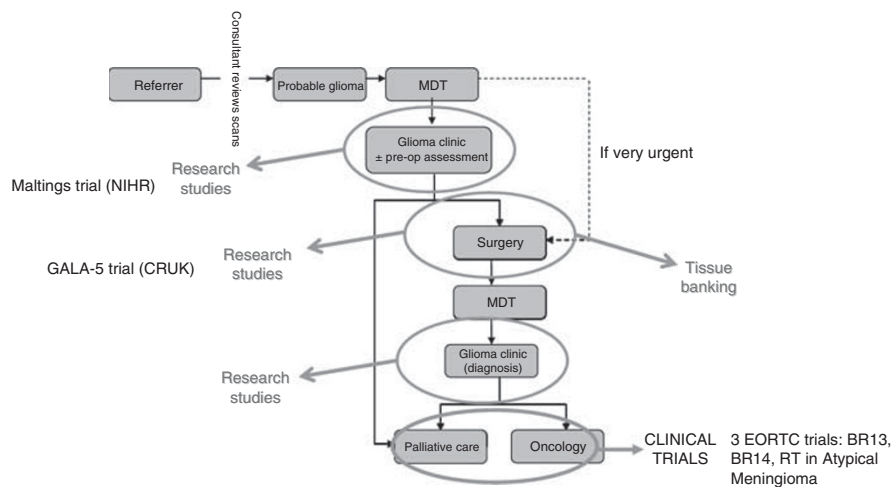 Consultant reviews scans
Referrer
Probable glioma
MDT
Glioma clinic
± pre-op assessment
If very urgent
Research
studies
Maltings trial (NIHR)
Surgery
Research
studies
GALA-5 trial (CRUK)
Tissue
banking
MDT
Glioma clinic
(diagnosis)
Research
studies
Palliative care
Oncology
CLINICAL
TRIALS
3 EORTC trials: BR13,
BR14, RT in Atypical
Meningioma